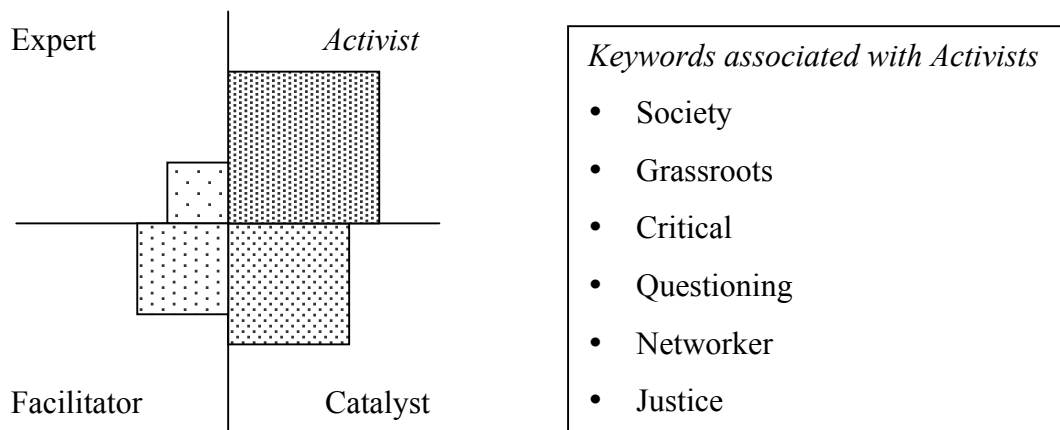 Expert
Activist
Facilitator
Catalyst
Keywords associated with Activists
• Society
• Grassroots
• Critical
• Questioning
• Networker
• Justice